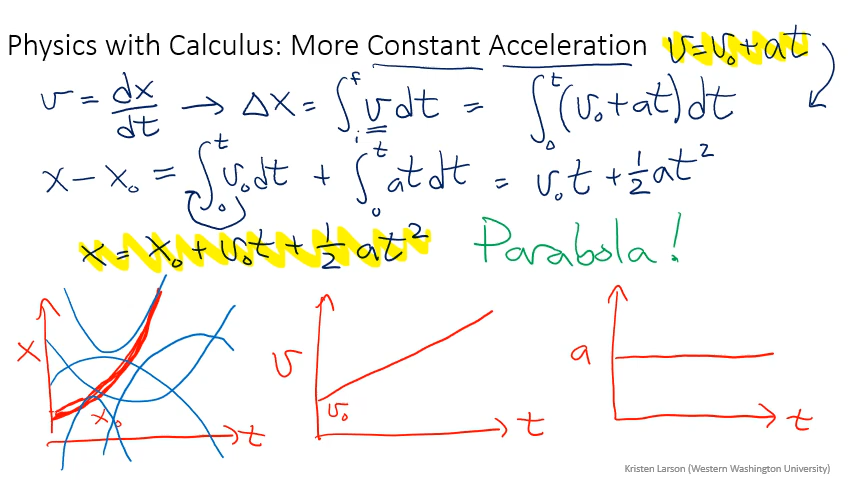 Physics with Calculus: More Constant Acceleration v = v₀ + at
v = dx/dt → Δx = ∫ᵢᶠ v dt = ∫₀ᵗ (v₀ + at) dt
x - x₀ = ∫₀ᵗ v₀ dt + ∫₀ᵗ at dt = v₀t + ½at²
x = x₀ + v₀t + ½at² Parabola!
x x₀ t
v v₀ t
a t
Kristen Larson (Western Washington University)